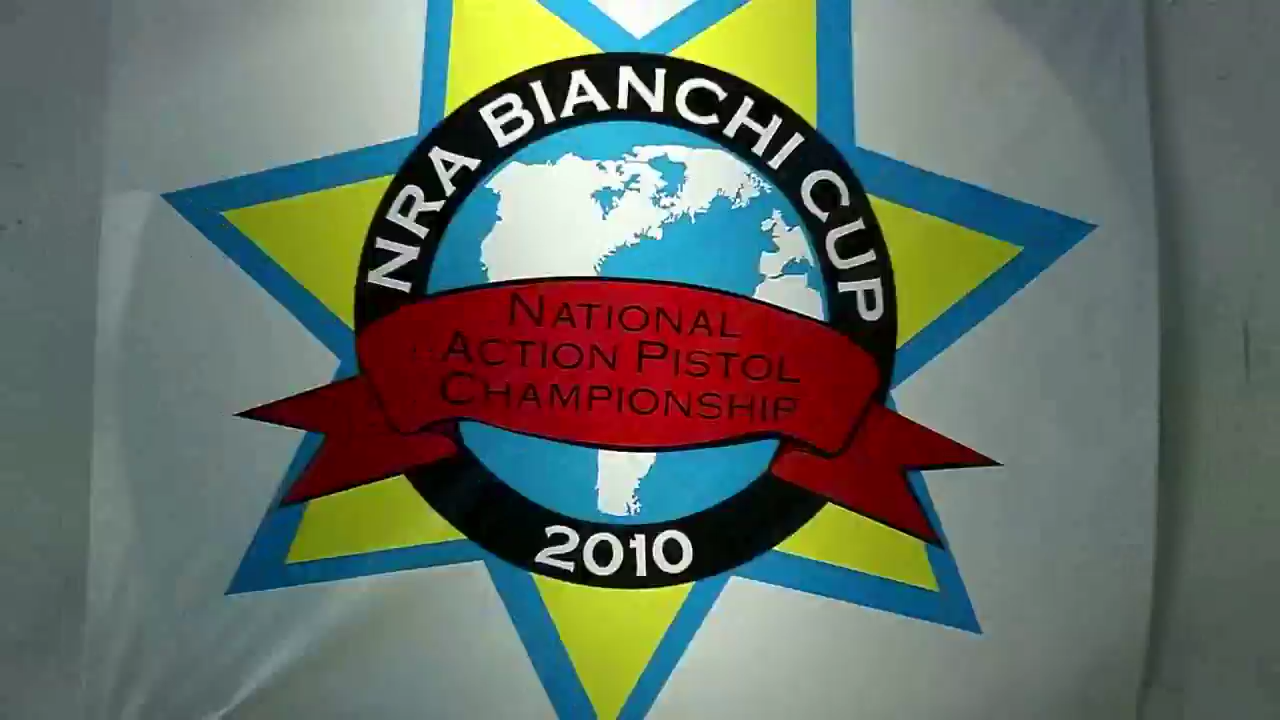 NRA BIANCHI CUP
NATIONAL
ACTION PISTOL
CHAMPIONSHIP
2010